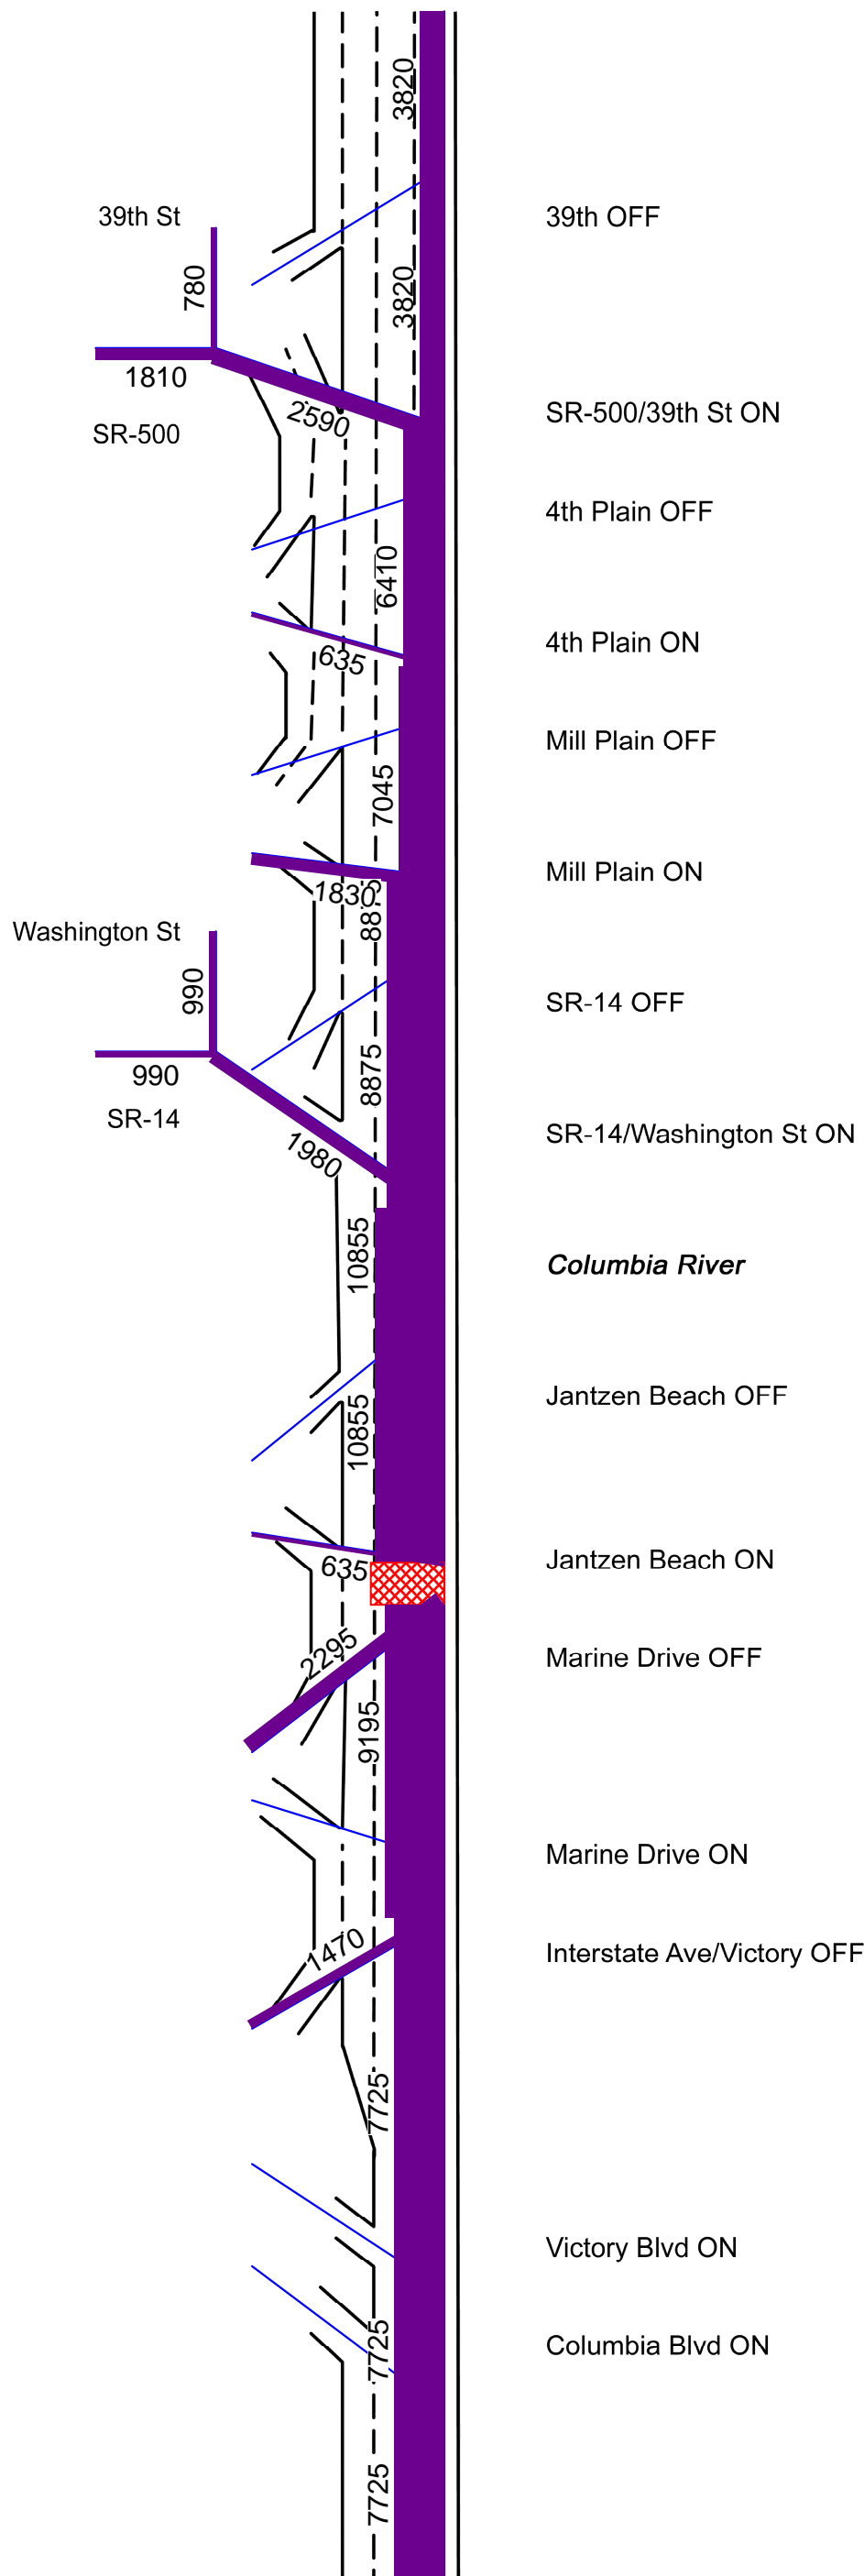 3820
39th St
39th OFF
780
3820
1810
2590
SR-500/39th St ON
SR-500
4th Plain OFF
6410
4th Plain ON
635
Mill Plain OFF
7045
Mill Plain ON
1830
8875
Washington St
990
SR-14 OFF
8875
990
SR-14
SR-14/Washington St ON
1980
10855
Columbia River
Jantzen Beach OFF
10855
Jantzen Beach ON
635
2295
Marine Drive OFF
9195
Marine Drive ON
1470
Interstate Ave/Victory OFF
7725
Victory Blvd ON
7725
Columbia Blvd ON
7725